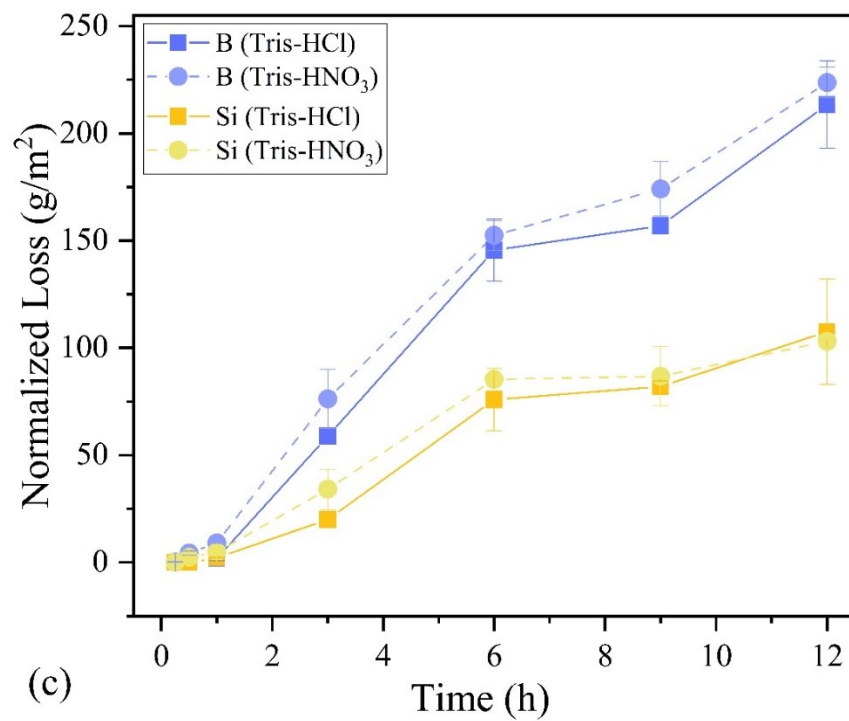 250
200
150
100
50
0
Normalized Loss (g/m²)
B (Tris-HCl)
B (Tris-HNO₃)
Si (Tris-HCl)
Si (Tris-HNO₃)
0 2 4 6 8 10 12
Time (h)
(c)